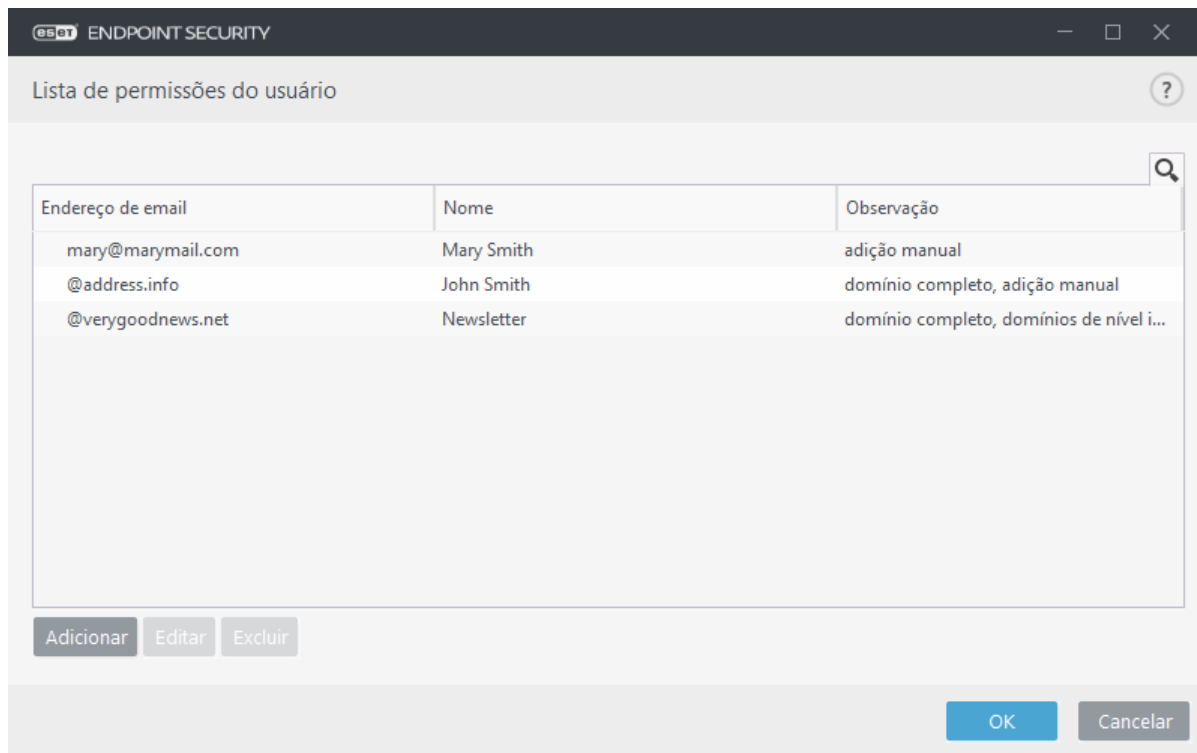 eset ENDPOINT SECURITY
Lista de permissões do usuário
?
Endereço de email Nome Observação
mary@marymail.com Mary Smith adição manual
@address.info John Smith domínio completo, adição manual
@verygoodnews.net Newsletter domínio completo, domínios de nível i...
Adicionar Editar Excluir
OK Cancelar